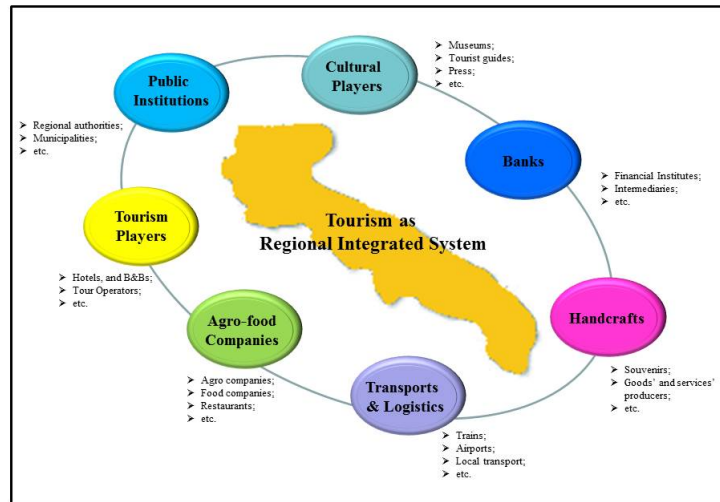 Public
Institutions
➢ Regional authorities;
➢ Municipalities;
➢ etc.
Cultural
Players
➢ Museums;
➢ Tourist guides;
➢ Press;
➢ etc.
Banks
➢ Financial Institutes;
➢ Intermediaries;
➢ etc.
Tourism as
Regional Integrated System
Tourism
Players
➢ Hotels, and B&Bs;
➢ Tour Operators;
➢ etc.
Handcrafts
➢ Souvenirs;
➢ Goods' and services'
producers;
➢ etc.
Agro-food
Companies
➢ Agro companies;
➢ Food companies;
➢ Restaurants;
➢ etc.
Transports
& Logistics
➢ Trains;
➢ Airports;
➢ Local transport;
➢ etc.